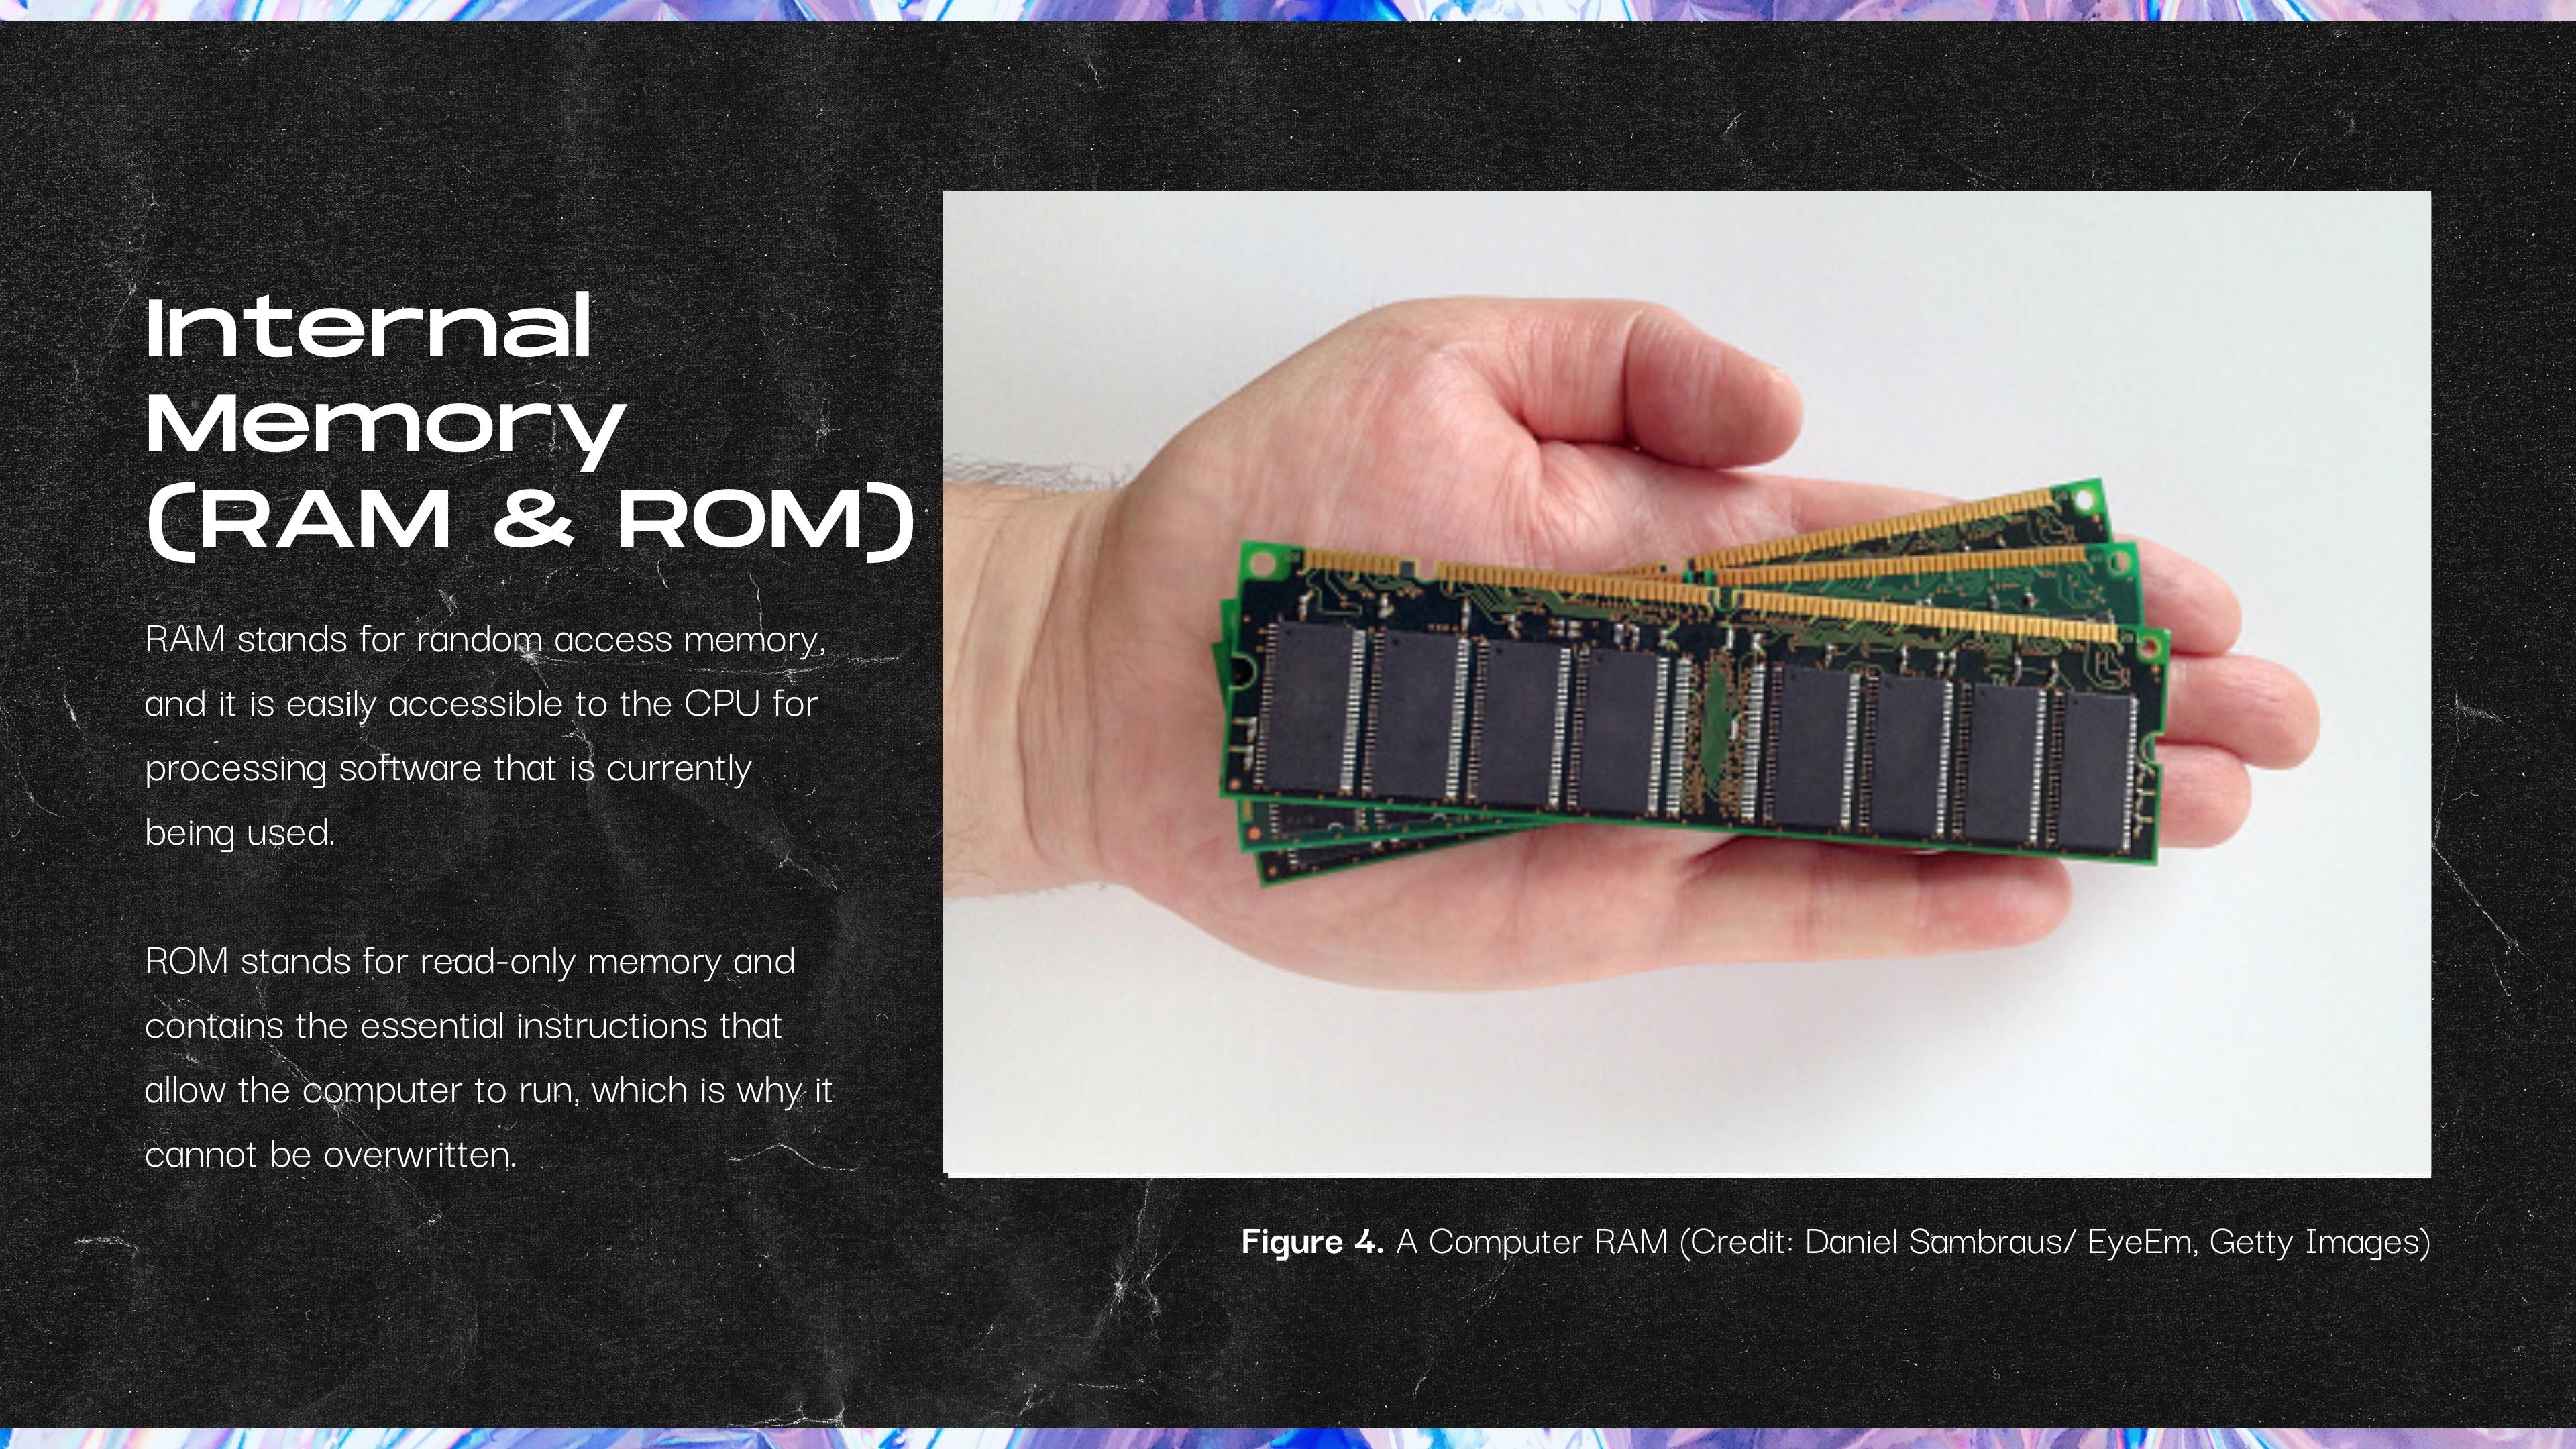 Internal
Memory
(RAM & ROM)
RAM stands for random access memory,
and it is easily accessible to the CPU for
processing software that is currently
being used.
ROM stands for read-only memory and
contains the essential instructions that
allow the computer to run, which is why it
cannot be overwritten.
Figure 4. A Computer RAM (Credit: Daniel Sambraus/ EyeEm, Getty Images)